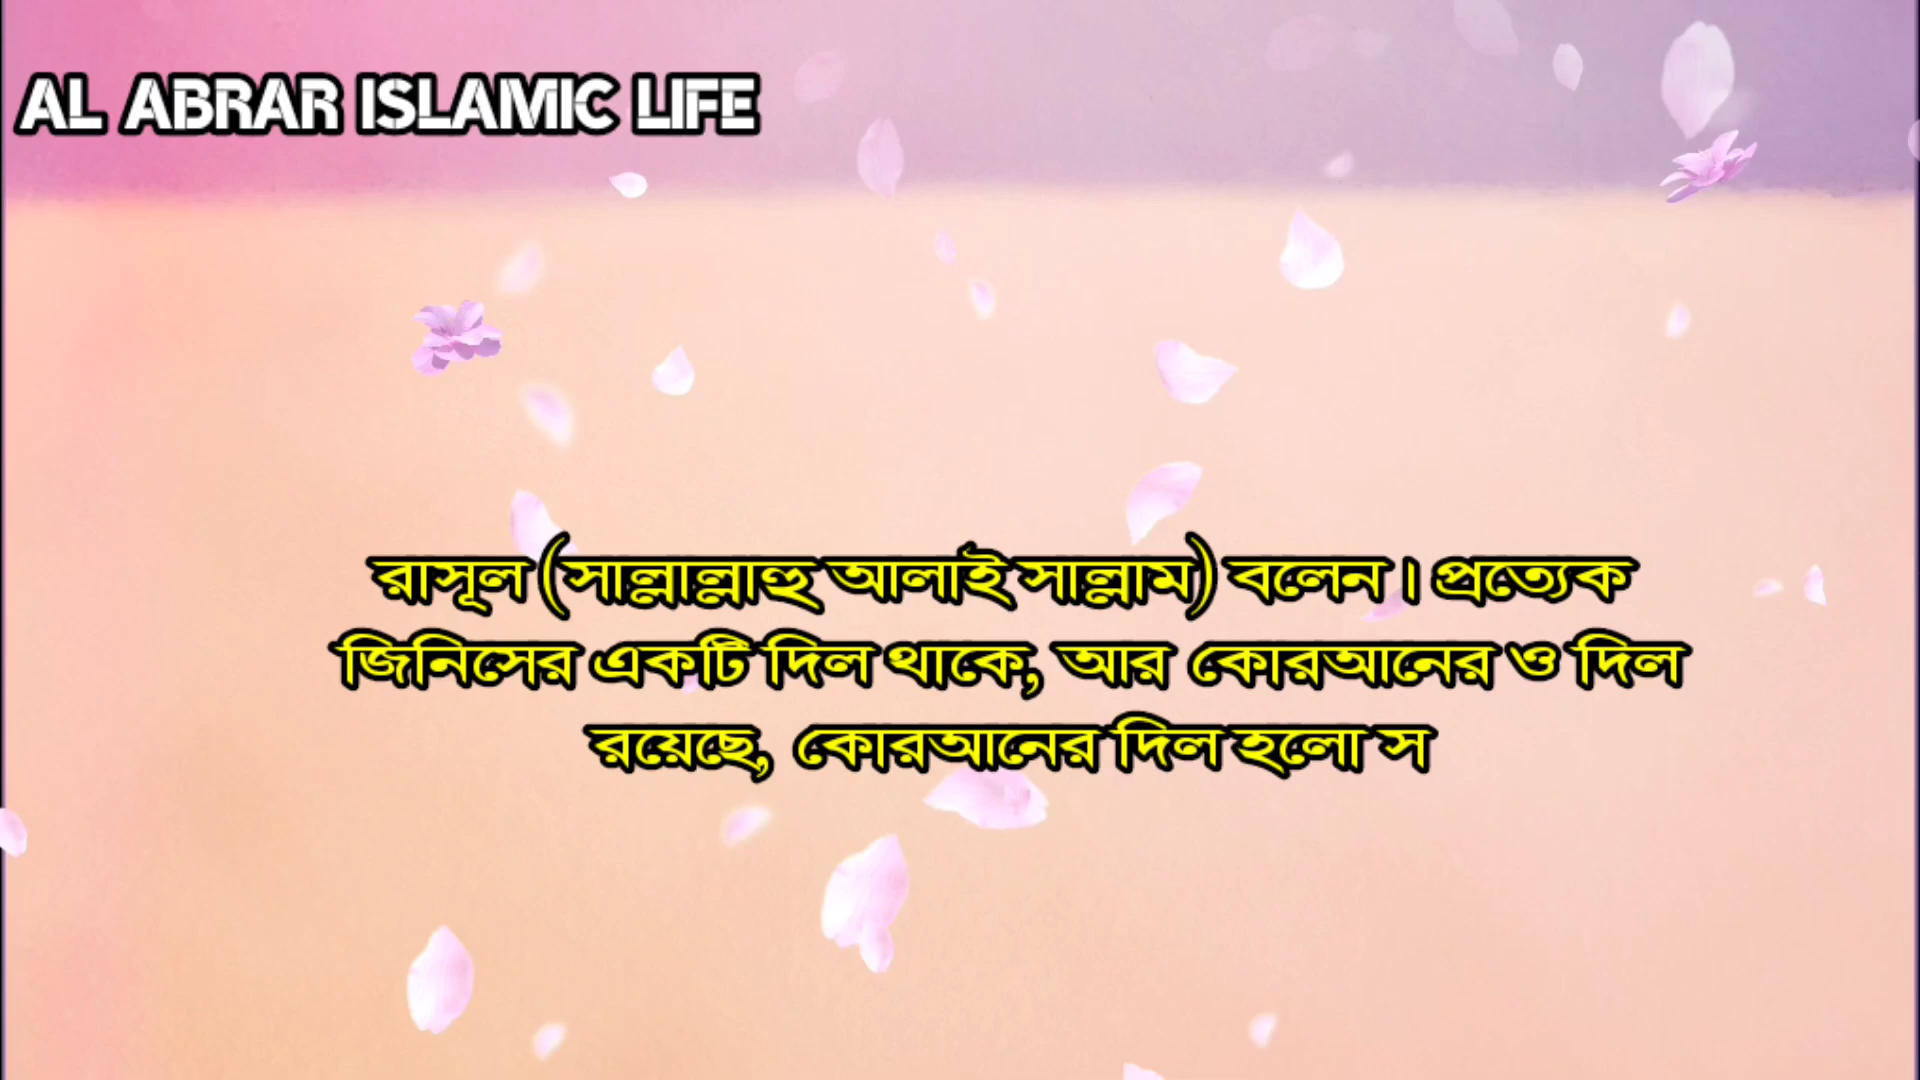 AL ABRAR ISLAMIC LIFE
রাসূল (সাল্লাল্লাহু আলাই সাল্লাম) বলেন। প্রত্যেক
জিনিসের একটি দিল থাকে, আর কোরআনের ও দিল
রয়েছে, কোরআনের দিল হলো স